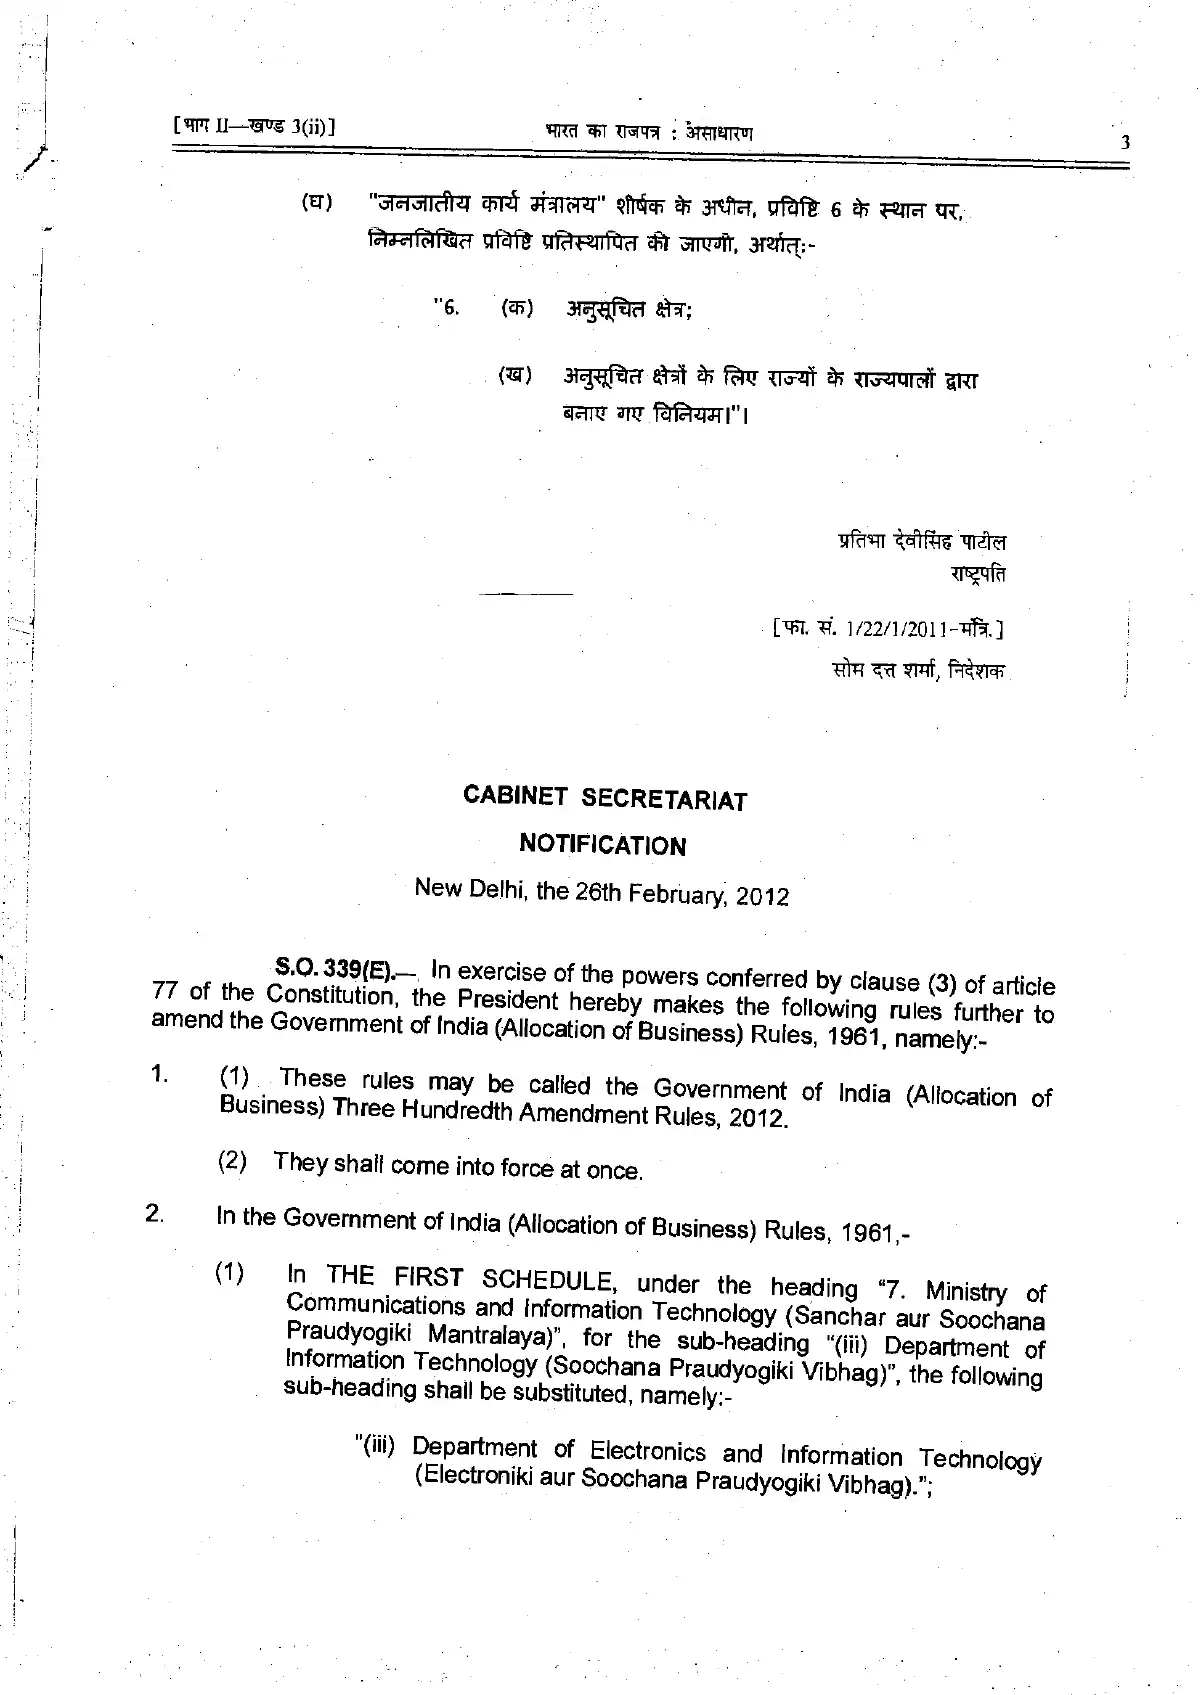 [भाग II—खण्ड 3(ii)]
भारत का राजपत्र : असाधारण
3
(घ) "जनजातीय कार्य मंत्रालय" शीर्षक के अधीन, प्रविष्टि 6 के स्थान पर,
निम्नलिखित प्रविष्टि प्रतिस्थापित की जाएगी, अर्थात्:-
"6. (क) अनुसूचित क्षेत्र;
(ख) अनुसूचित क्षेत्रों के लिए राज्यों के राज्यपालों द्वारा
बनाए गए विनियम।"।
प्रतिभा देवीसिंह पाटील
राष्ट्रपति
[फा. सं. 1/22/1/2011-मंत्रि.]
सोम दत्त शर्मा, निदेशक
CABINET SECRETARIAT
NOTIFICATION
New Delhi, the 26th February, 2012
S.O. 339(E).— In exercise of the powers conferred by clause (3) of article
77 of the Constitution, the President hereby makes the following rules further to
amend the Government of India (Allocation of Business) Rules, 1961, namely:-
1. (1) These rules may be called the Government of India (Allocation of
Business) Three Hundredth Amendment Rules, 2012.
(2) They shall come into force at once.
2. In the Government of India (Allocation of Business) Rules, 1961,-
(1) In THE FIRST SCHEDULE, under the heading "7. Ministry of
Communications and Information Technology (Sanchar aur Soochana
Praudyogiki Mantralaya)", for the sub-heading "(iii) Department of
Information Technology (Soochana Praudyogiki Vibhag)", the following
sub-heading shall be substituted, namely:-
"(iii) Department of Electronics and Information Technology
(Electroniki aur Soochana Praudyogiki Vibhag).";